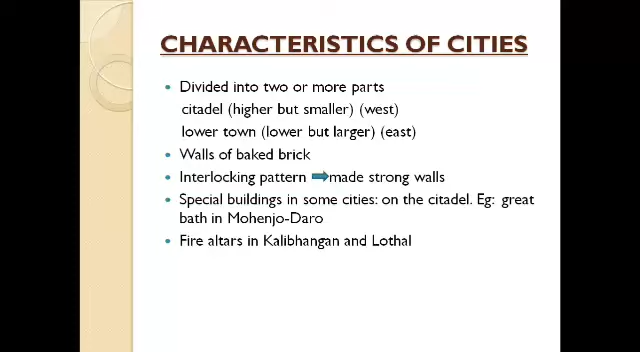 CHARACTERISTICS OF CITIES
Divided into two or more parts
citadel (higher but smaller) (west)
lower town (lower but larger) (east)
Walls of baked brick
Interlocking pattern made strong walls
Special buildings in some cities: on the citadel. Eg: great
bath in Mohenjo-Daro
Fire altars in Kalibhangan and Lothal